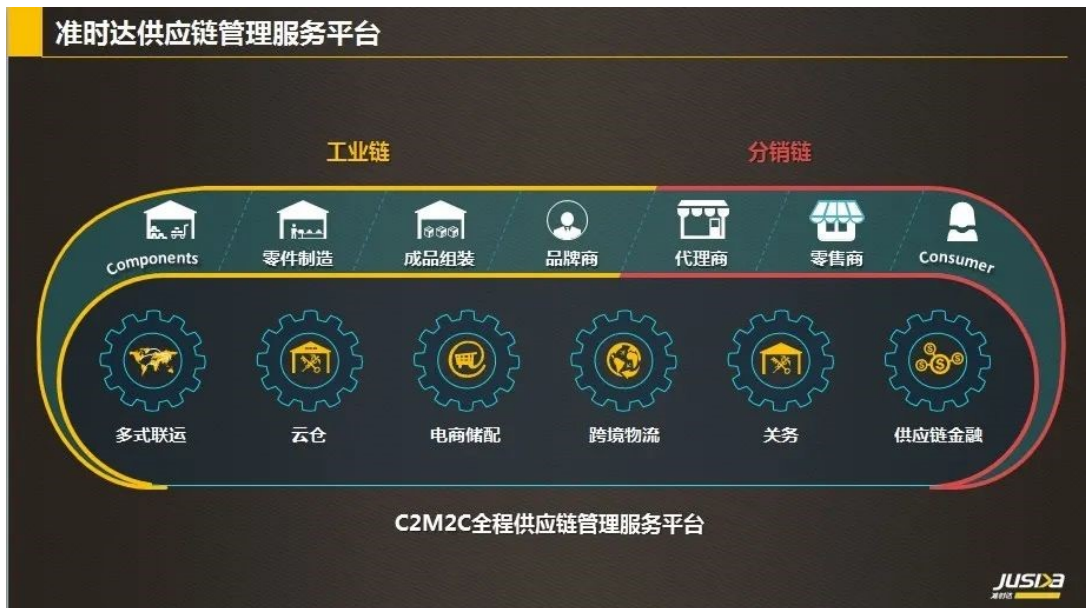 准时达供应链管理服务平台
工业链
分销链
Components
零件制造
成品组装
品牌商
代理商
零售商
Consumer
多式联运
云仓
电商储配
跨境物流
关务
供应链金融
C2M2C全程供应链管理服务平台
JUSDA
准时达